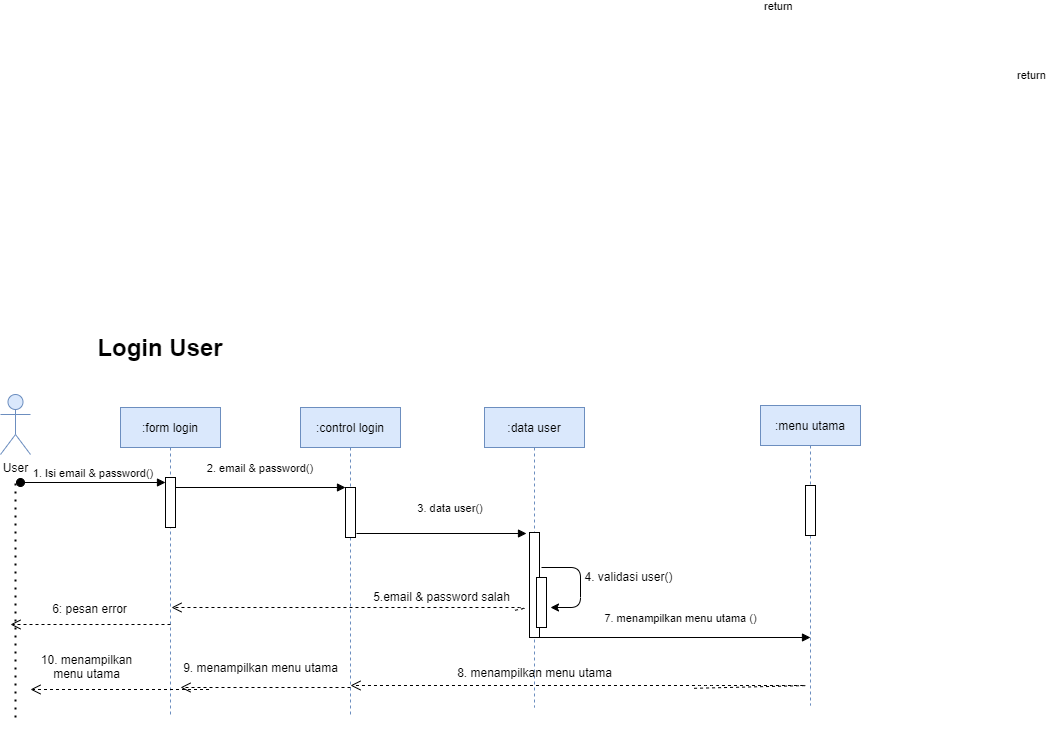 return
return
Login User
:form login
:control login
:data user
:menu utama
User
1. Isi email & password()
2. email & password()
3. data user()
4. validasi user()
5.email & password salah
6: pesan error
7. menampilkan menu utama ()
8. menampilkan menu utama
9. menampilkan menu utama
10. menampilkan
menu utama